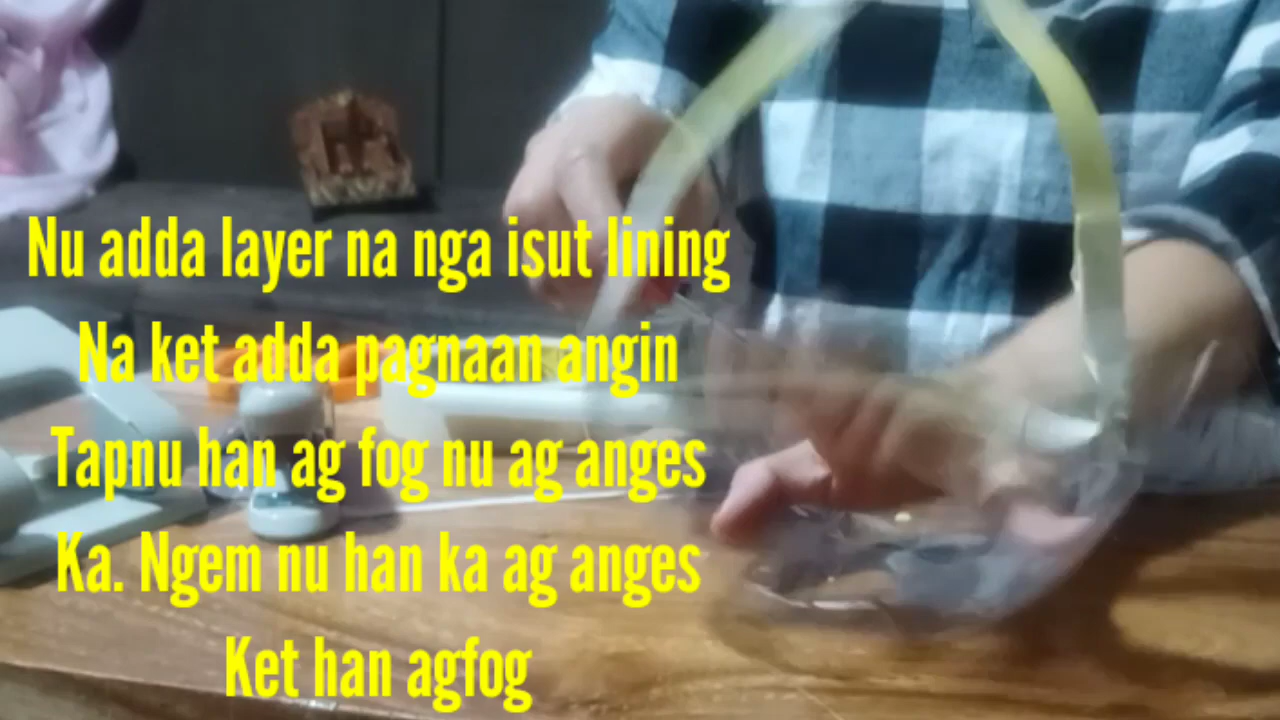 Nu adda layer na nga isut lining
Na ket adda pagnaan angin
Tapnu han ag fog nu ag anges
Ka. Ngem nu han ka ag anges
Ket han agfog